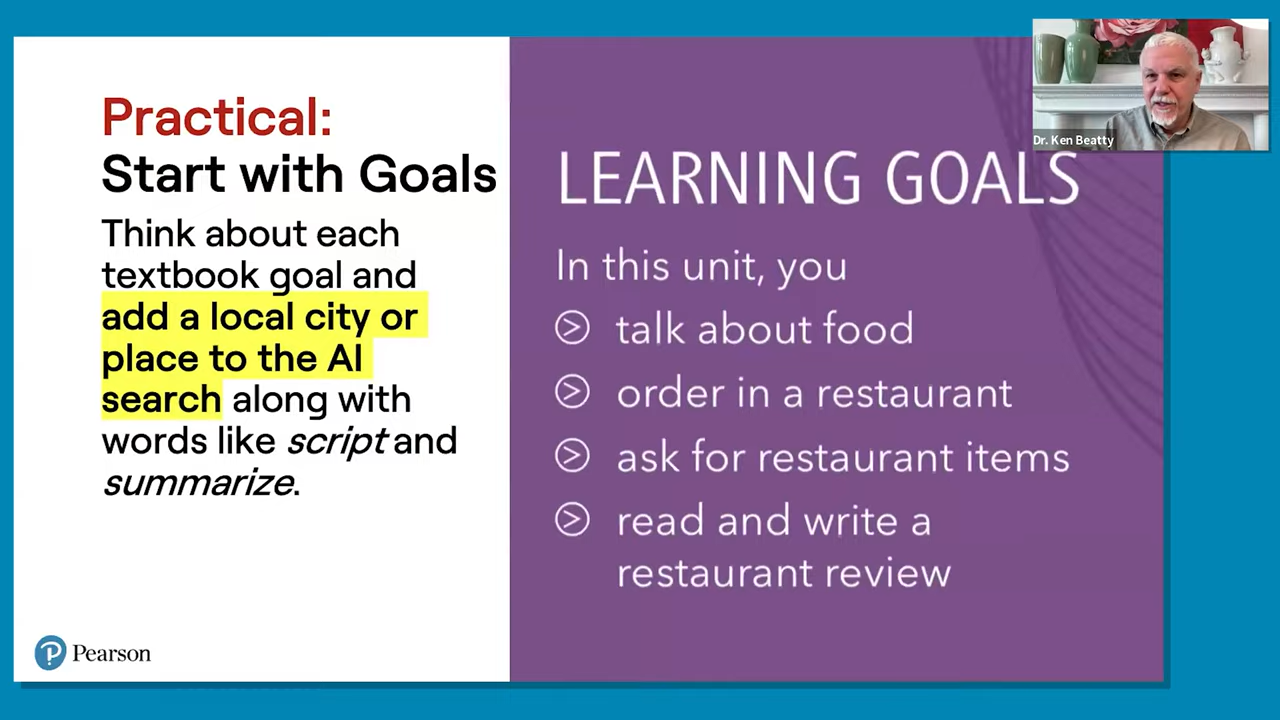 Practical:
Start with Goals
Think about each
textbook goal and
add a local city or
place to the AI
search along with
words like script and
summarize.
Pearson
LEARNING GOALS
In this unit, you
talk about food
order in a restaurant
ask for restaurant items
read and write a
restaurant review
Dr. Ken Beatty